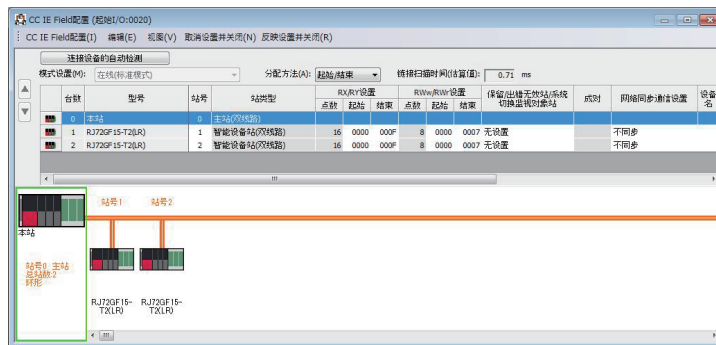 CC IE Field配置 (起始I/O:0020)
CC IE Field配置(I) 编辑(E) 视图(V) 取消设置并关闭(N) 反映设置并关闭(R)
连接设备的自动检测
模式设置(M): 在线(标准模式) 分配方法(A): 起始/结束 链接扫描时间(估算值): 0.71 ms
台数 型号 站号 站类型 RX/RY设置 RWw/RWr设置 保留/出错无效站/系统切换监视对象站 成对 网络同步通信设置 设备名
点数 起始 结束 点数 起始 结束
0 本站 0 主站(双线路)
1 RJ72GF15-T2(LR) 1 智能设备站(双线路) 16 0000 000F 8 0000 0007 无设置 不同步
2 RJ72GF15-T2(LR) 2 智能设备站(双线路) 16 0000 000F 8 0000 0007 无设置 不同步
站号1 站号2
本站
站号0 主站
总站数:2
环形
RJ72GF15-T2(LR) RJ72GF15-T2(LR)